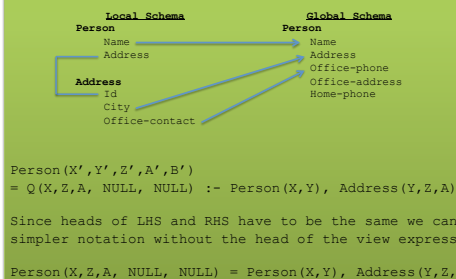 Local Schema
Global Schema
Person
Name
Address
Address
Id
City
Office-contact
Person
Name
Address
Office-phone
Office-address
Home-phone
Person(X',Y',Z',A',B')
= Q(X,Z,A, NULL, NULL) :- Person(X,Y), Address(Y,Z,A)
Since heads of LHS and RHS have to be the same we can
simpler notation without the head of the view express
Person(X,Z,A, NULL, NULL) = Person(X,Y), Address(Y,Z,